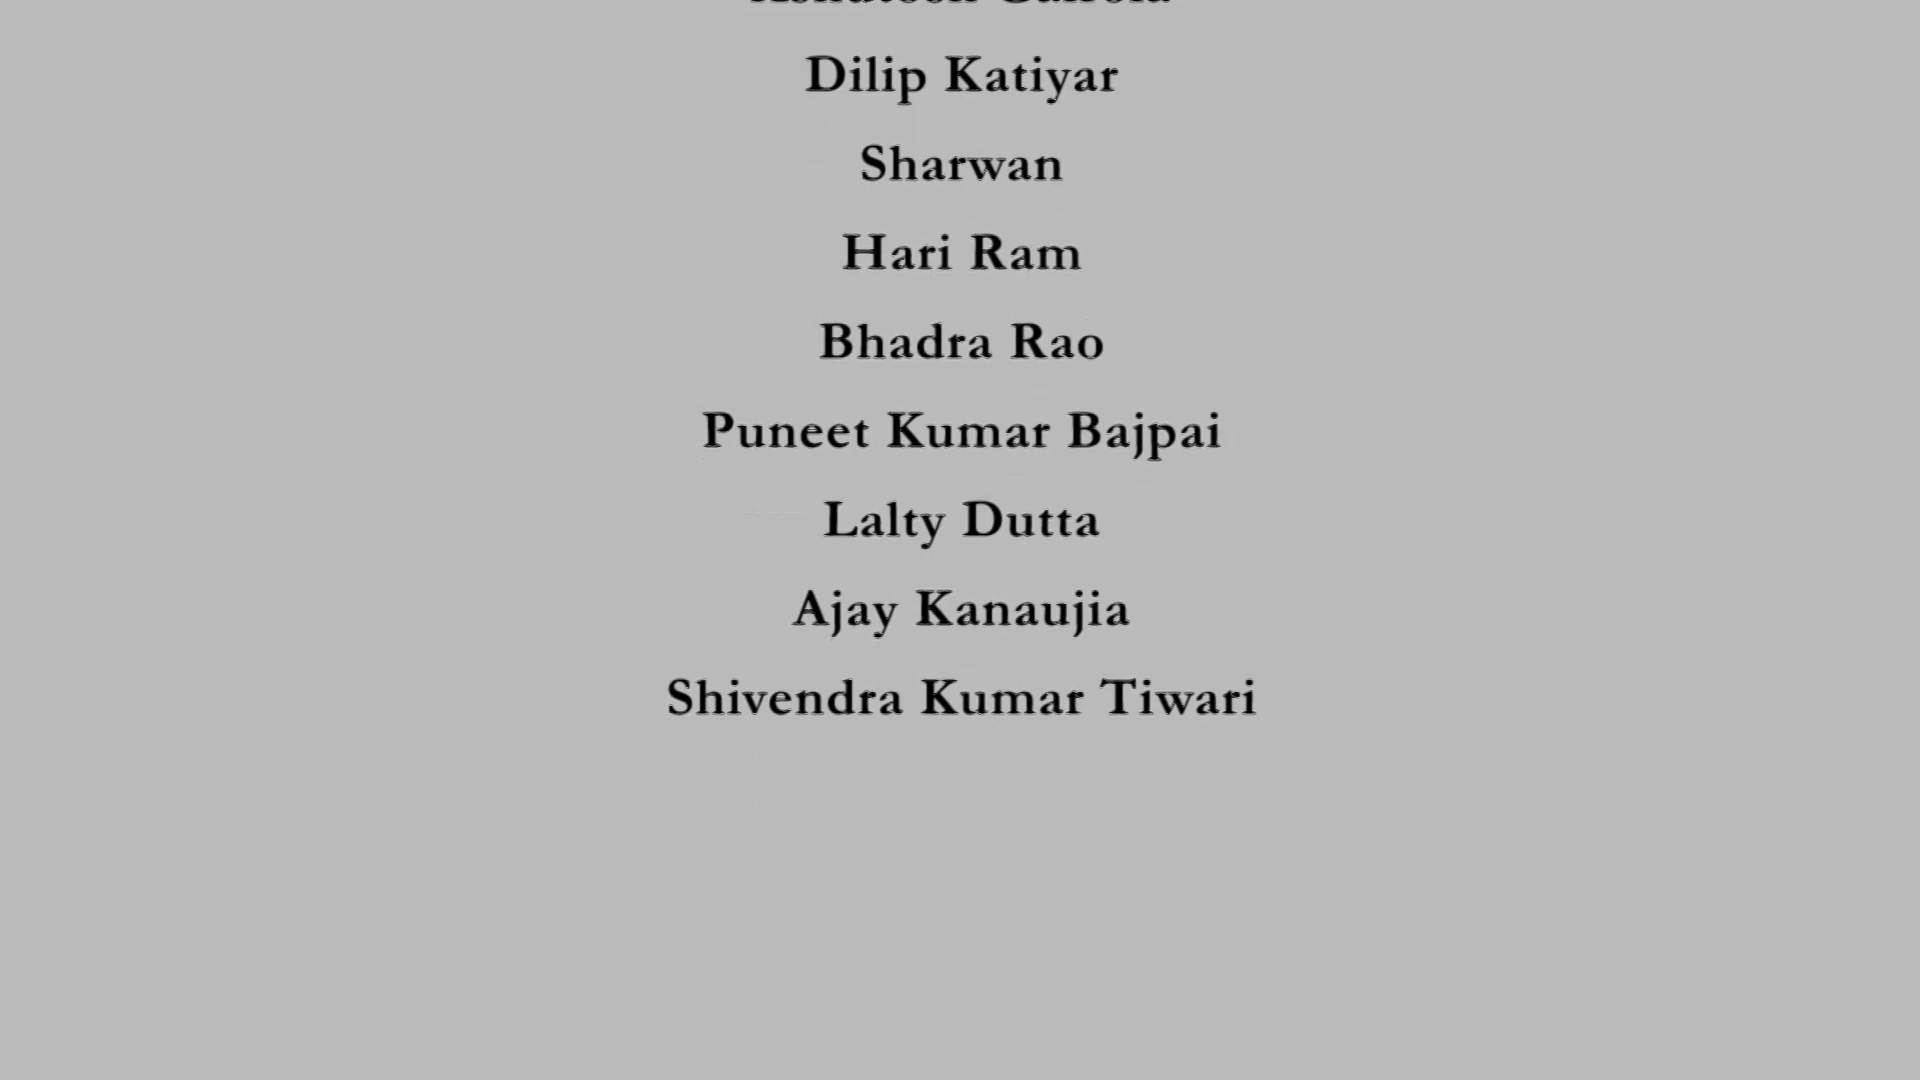 Dilip Katiyar
Sharwan
Hari Ram
Bhadra Rao
Puneet Kumar Bajpai
Lalty Dutta
Ajay Kanaujia
Shivendra Kumar Tiwari